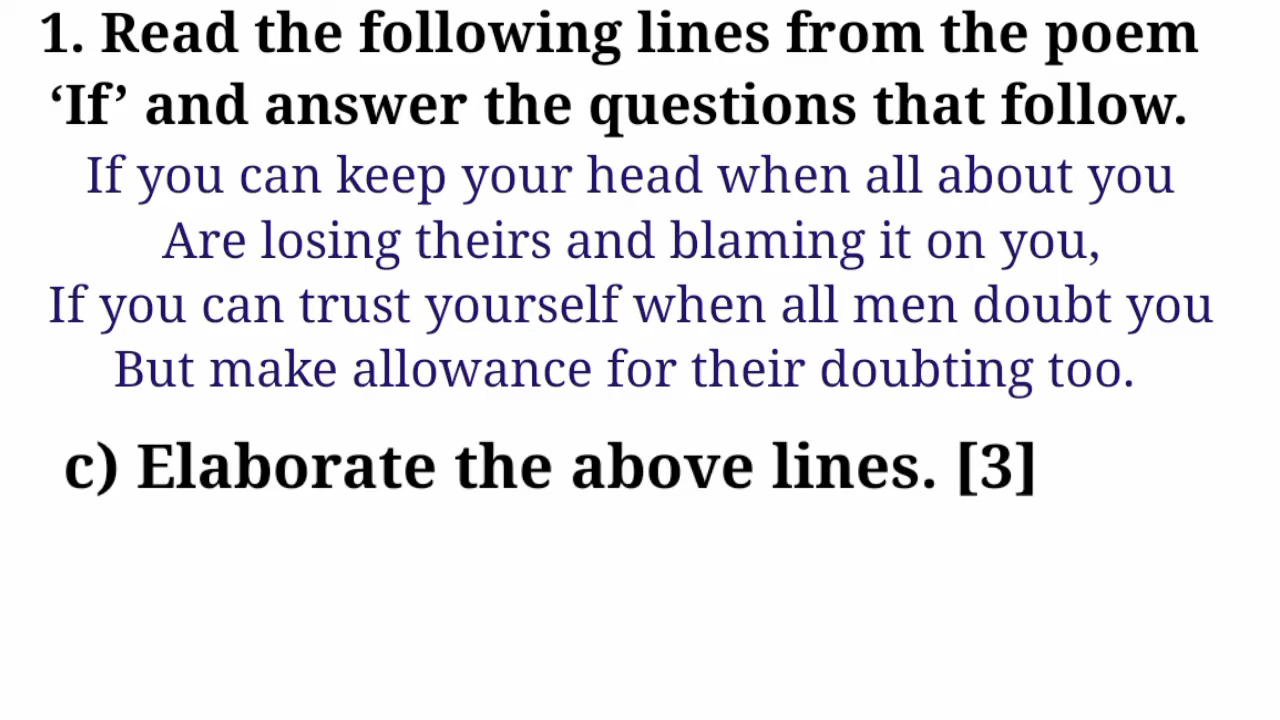 1. Read the following lines from the poem
‘If’ and answer the questions that follow.
If you can keep your head when all about you
Are losing theirs and blaming it on you,
If you can trust yourself when all men doubt you
But make allowance for their doubting too.
c) Elaborate the above lines. [3]